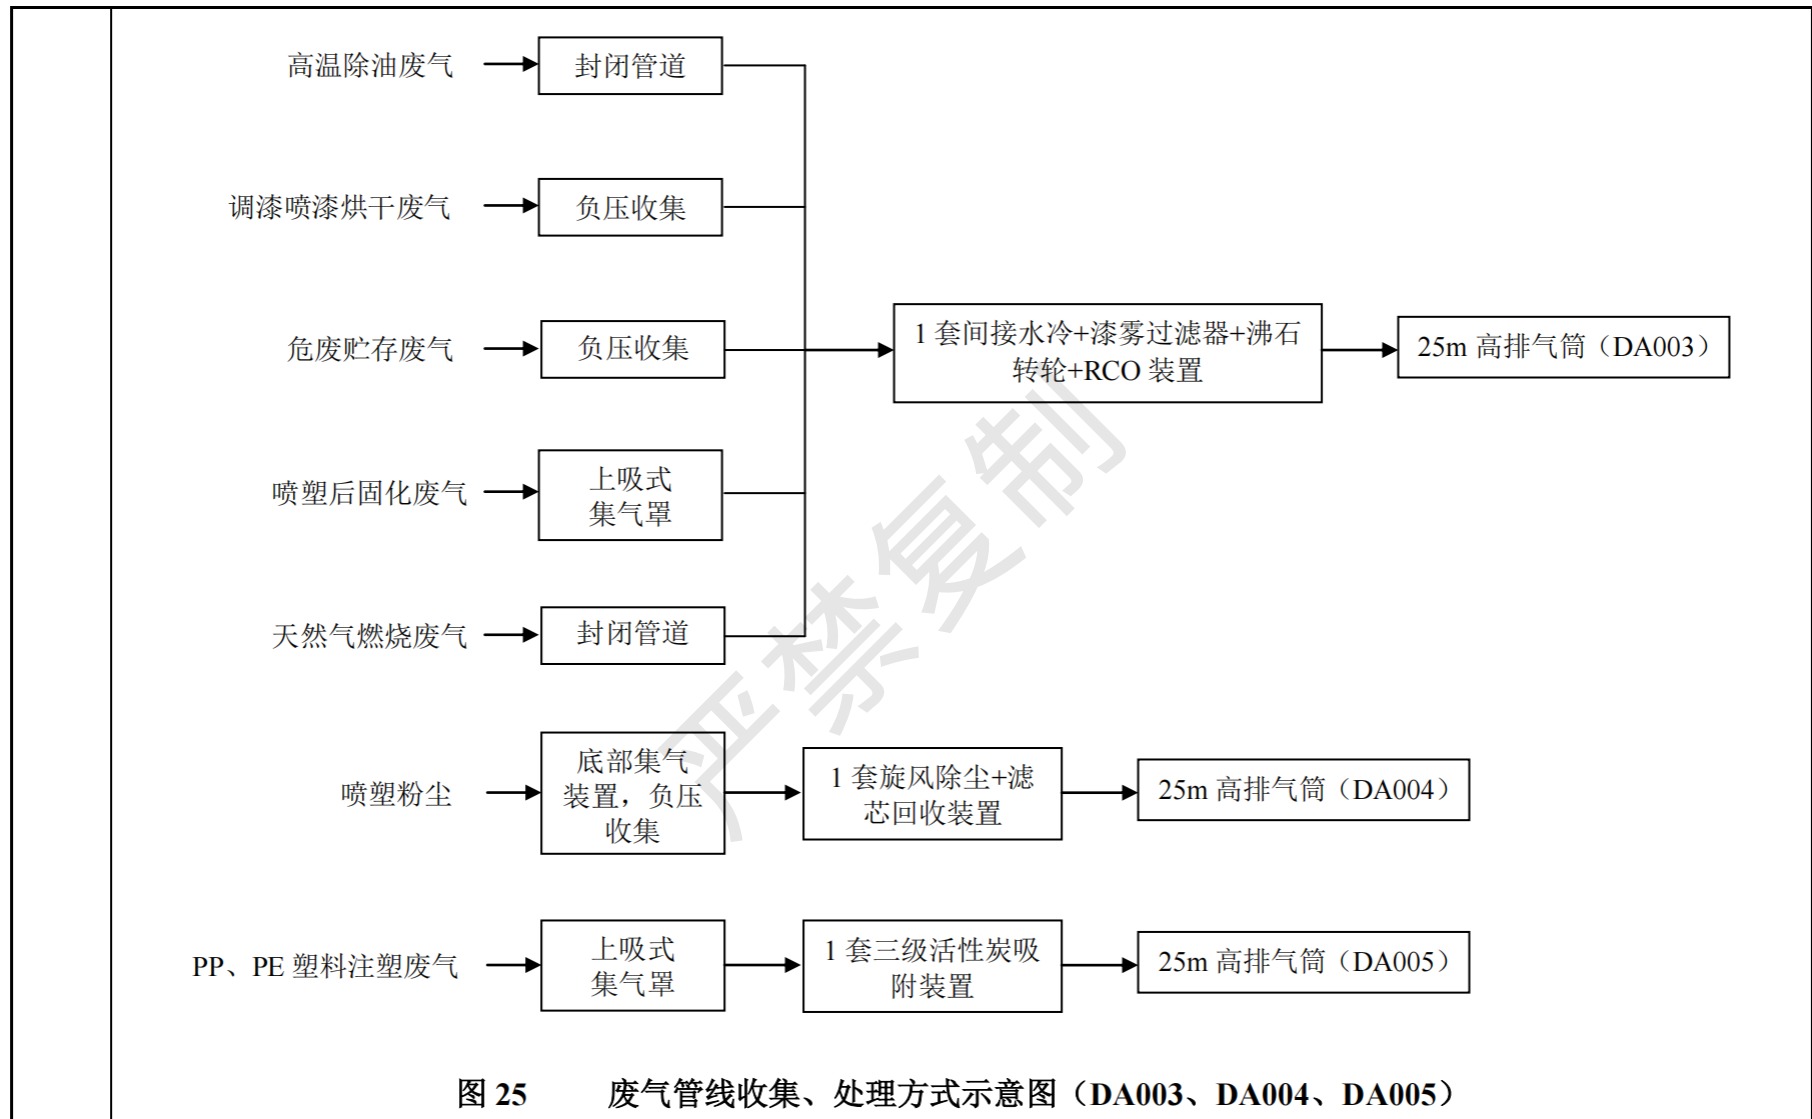 高温除油废气
封闭管道
调漆喷漆烘干废气
负压收集
危废贮存废气
负压收集
1 套间接水冷+漆雾过滤器+沸石
转轮+RCO 装置
25m 高排气筒（DA003）
喷塑后固化废气
上吸式
集气罩
天然气燃烧废气
封闭管道
喷塑粉尘
底部集气
装置，负压
收集
1 套旋风除尘+滤
芯回收装置
25m 高排气筒（DA004）
PP、PE 塑料注塑废气
上吸式
集气罩
1 套三级活性炭吸
附装置
25m 高排气筒（DA005）
严禁复制
图 25 废气管线收集、处理方式示意图（DA003、DA004、DA005）